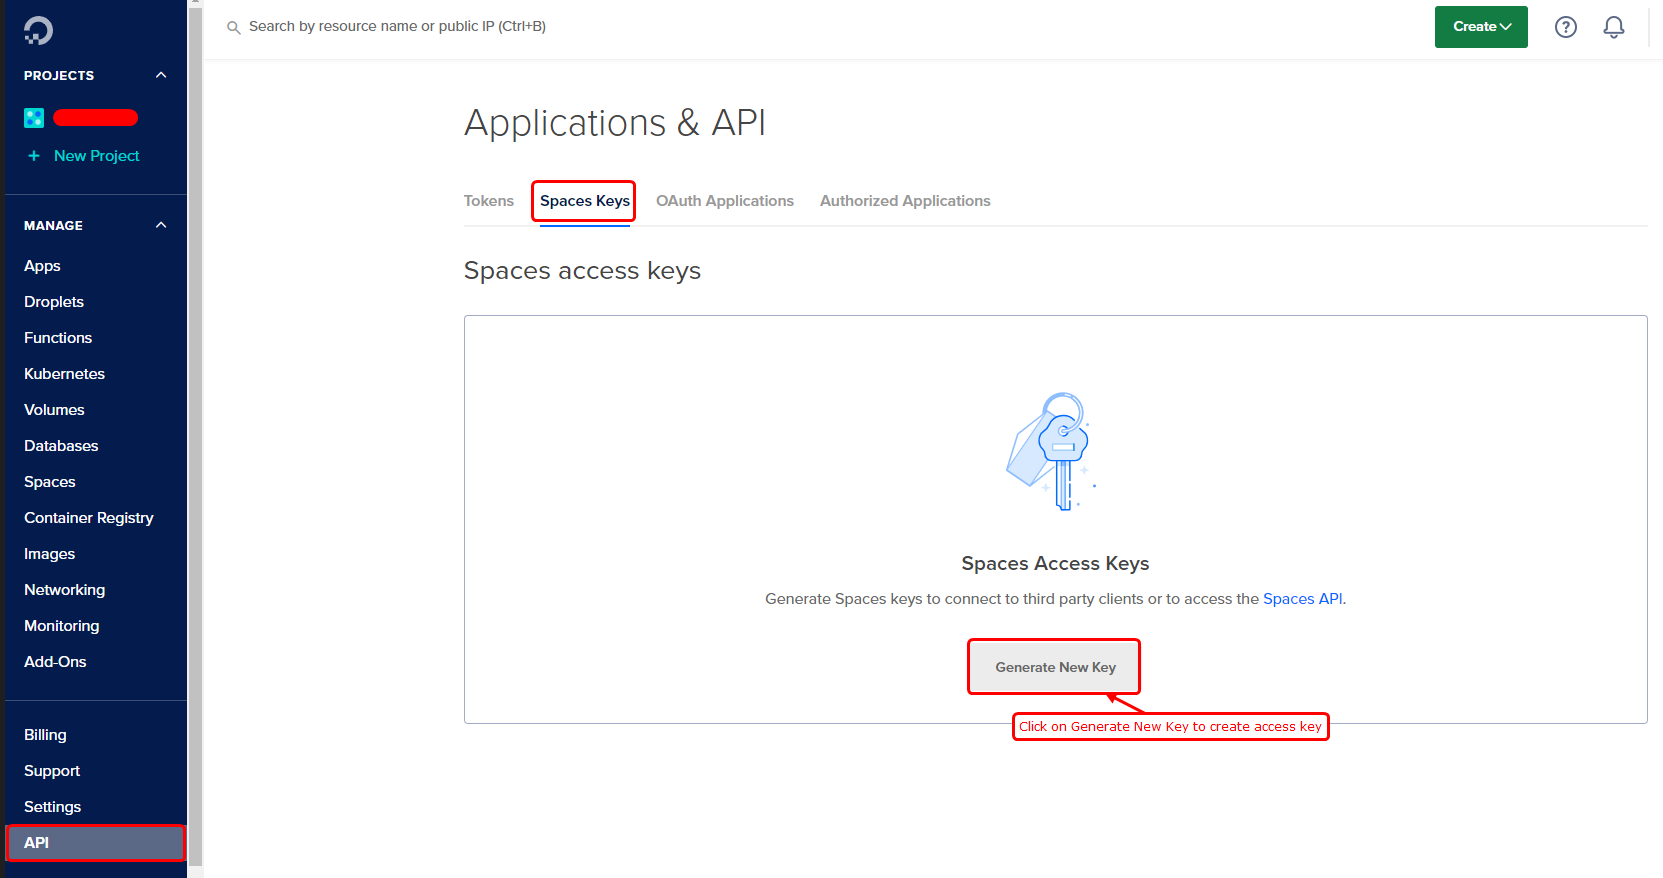 Search by resource name or public IP (Ctrl+B)
Create
PROJECTS
+ New Project
MANAGE
Apps
Droplets
Functions
Kubernetes
Volumes
Databases
Spaces
Container Registry
Images
Networking
Monitoring
Add-Ons
Billing
Support
Settings
API
Applications & API
Tokens Spaces Keys OAuth Applications Authorized Applications
Spaces access keys
Spaces Access Keys
Generate Spaces keys to connect to third party clients or to access the Spaces API.
Generate New Key
Click on Generate New Key to create access key